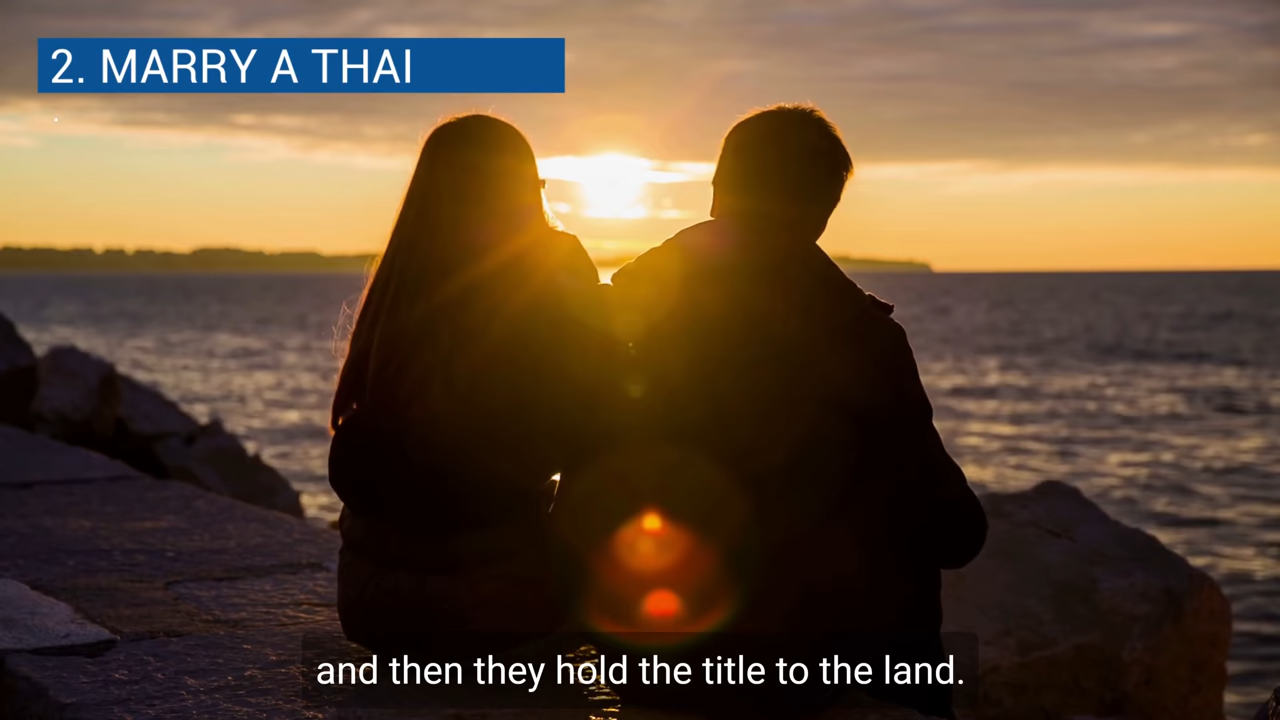 2. MARRY A THAI
and then they hold the title to the land.